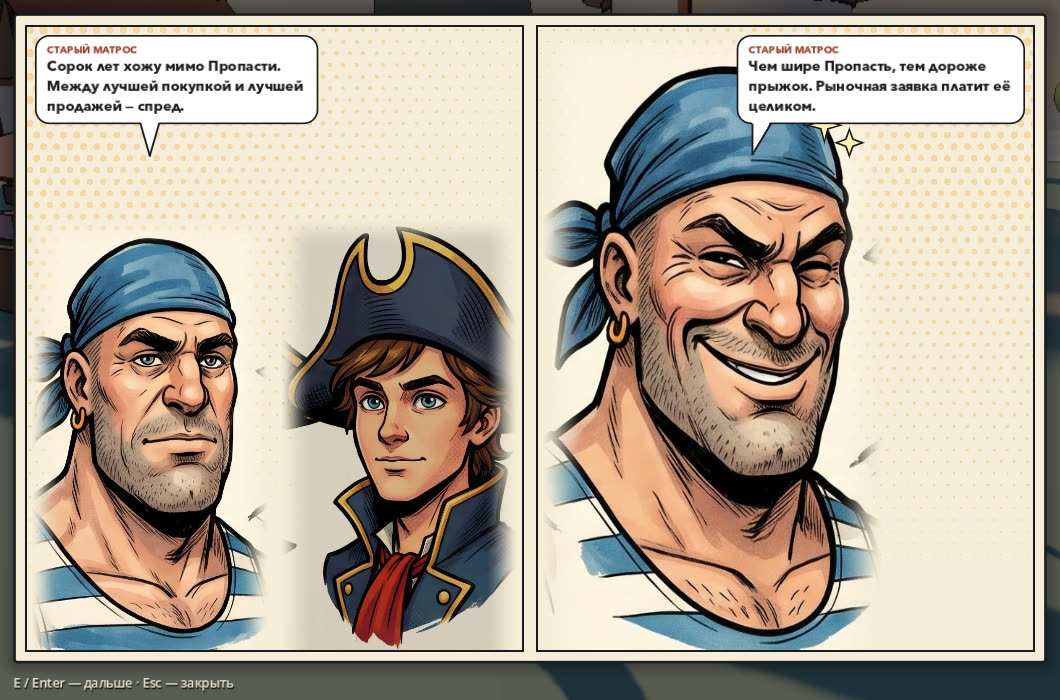 СТАРЫЙ МАТРОС
Сорок лет хожу мимо Пропасти.
Между лучшей покупкой и лучшей
продажей – спред.
СТАРЫЙ МАТРОС
Чем шире Пропасть, тем дороже
прыжок. Рыночная заявка платит её
целиком.
E / Enter — дальше · Esc — закрыть